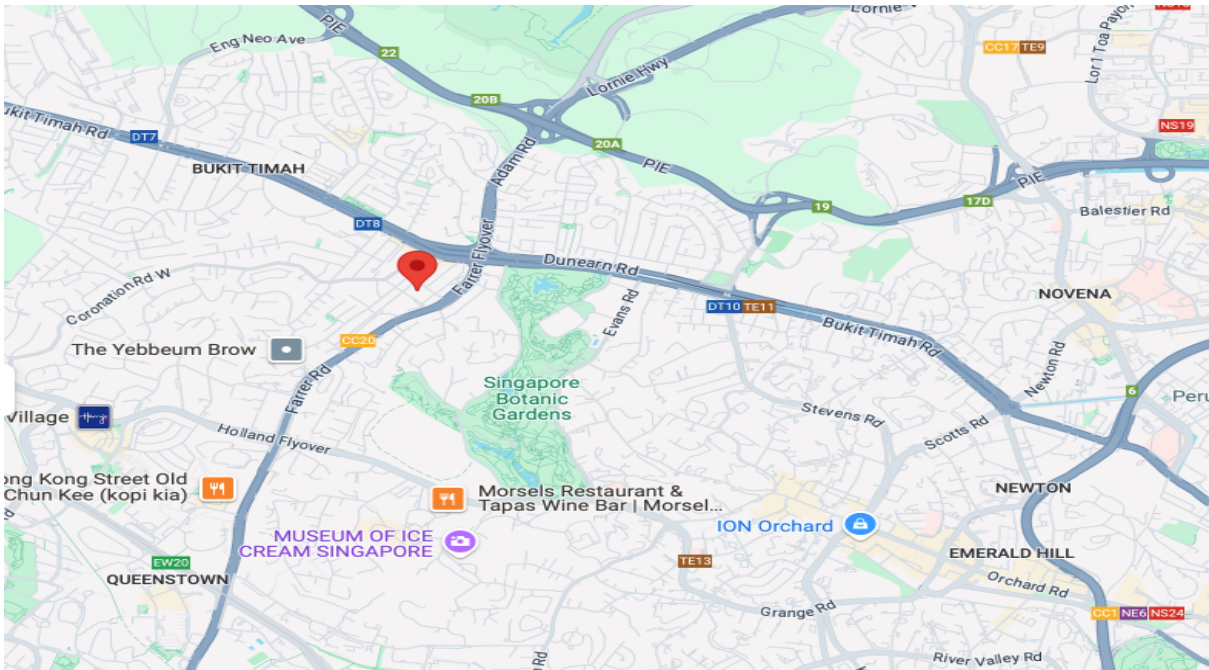 PIE
Lornie
NS18
Eng Neo Ave
22
CC17 TE9
Lor 1 Toa Payoh
20B
Lornie Hwy
Bukit Timah Rd
DT7
NS19
20A
PIE
BUKIT TIMAH
Adam Rd
PIE
17D
19
Balestier Rd
DT8
Farrer Flyover
Dunearn Rd
Coronation Rd W
Evans Rd
DT10 TE11
NOVENA
Bukit Timah Rd
CC20
The Yebbeum Brow
Newton Rd
Farrer Rd
Singapore
Botanic
Gardens
6
Peru
Village
Harry's
Stevens Rd
Holland Flyover
Scotts Rd
ong Kong Street Old
Chun Kee (kopi kia)
Morsels Restaurant &
Tapas Wine Bar | Morsel...
NEWTON
MUSEUM OF ICE
CREAM SINGAPORE
ION Orchard
EMERALD HILL
EW20
TE13
QUEENSTOWN
Orchard Rd
Grange Rd
CC1 NE6 NS24
River Valley Rd
Rd